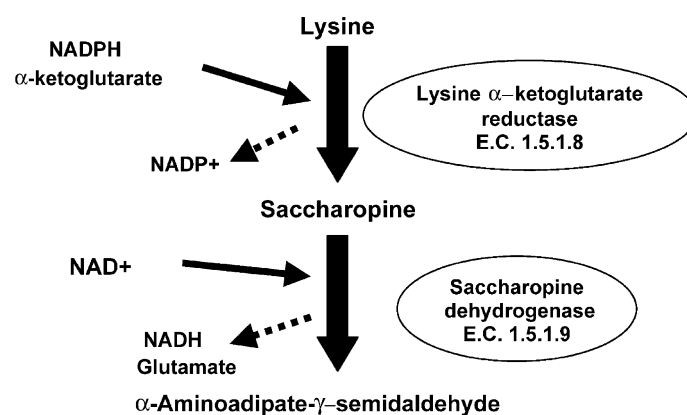 Lysine
NADPH
α-ketoglutarate
Lysine α–ketoglutarate
reductase
E.C. 1.5.1.8
NADP+
Saccharopine
NAD+
Saccharopine
dehydrogenase
E.C. 1.5.1.9
NADH
Glutamate
α-Aminoadipate-γ–semidaldehyde